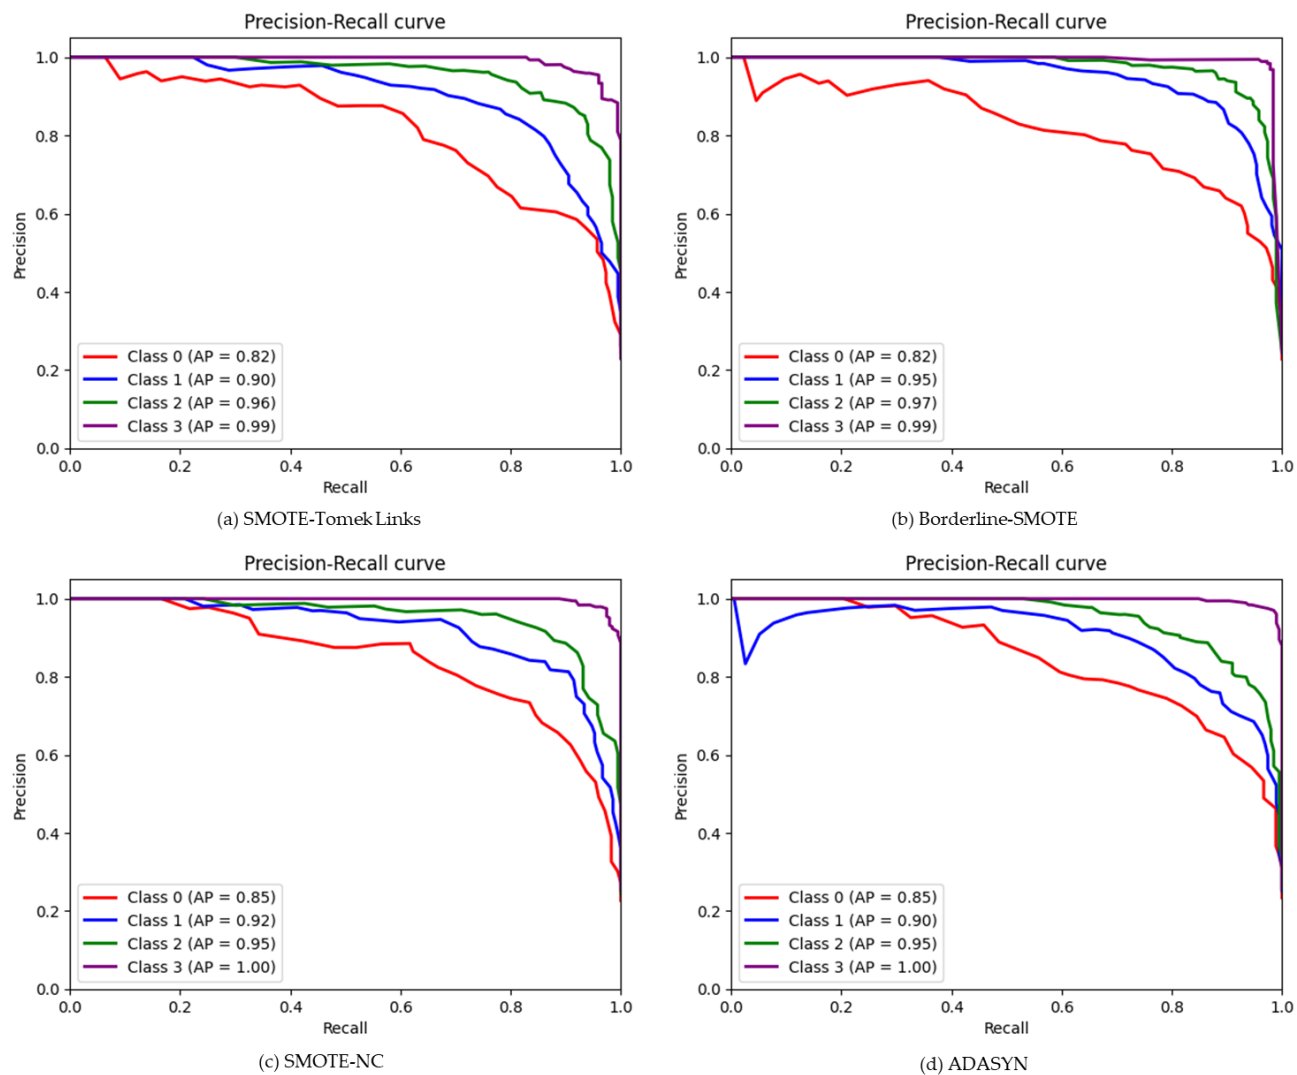 Precision-Recall curve
1.0
0.8
0.6
0.4
0.2
0.0
Precision
Class 0 (AP = 0.82)
Class 1 (AP = 0.90)
Class 2 (AP = 0.96)
Class 3 (AP = 0.99)
0.0 0.2 0.4 0.6 0.8 1.0
Recall
(a) SMOTE-Tomek Links
Precision-Recall curve
1.0
0.8
0.6
0.4
0.2
0.0
Precision
Class 0 (AP = 0.82)
Class 1 (AP = 0.95)
Class 2 (AP = 0.97)
Class 3 (AP = 0.99)
0.0 0.2 0.4 0.6 0.8 1.0
Recall
(b) Borderline-SMOTE
Precision-Recall curve
1.0
0.8
0.6
0.4
0.2
0.0
Precision
Class 0 (AP = 0.85)
Class 1 (AP = 0.92)
Class 2 (AP = 0.95)
Class 3 (AP = 1.00)
0.0 0.2 0.4 0.6 0.8 1.0
Recall
(c) SMOTE-NC
Precision-Recall curve
1.0
0.8
0.6
0.4
0.2
0.0
Precision
Class 0 (AP = 0.85)
Class 1 (AP = 0.90)
Class 2 (AP = 0.95)
Class 3 (AP = 1.00)
0.0 0.2 0.4 0.6 0.8 1.0
Recall
(d) ADASYN